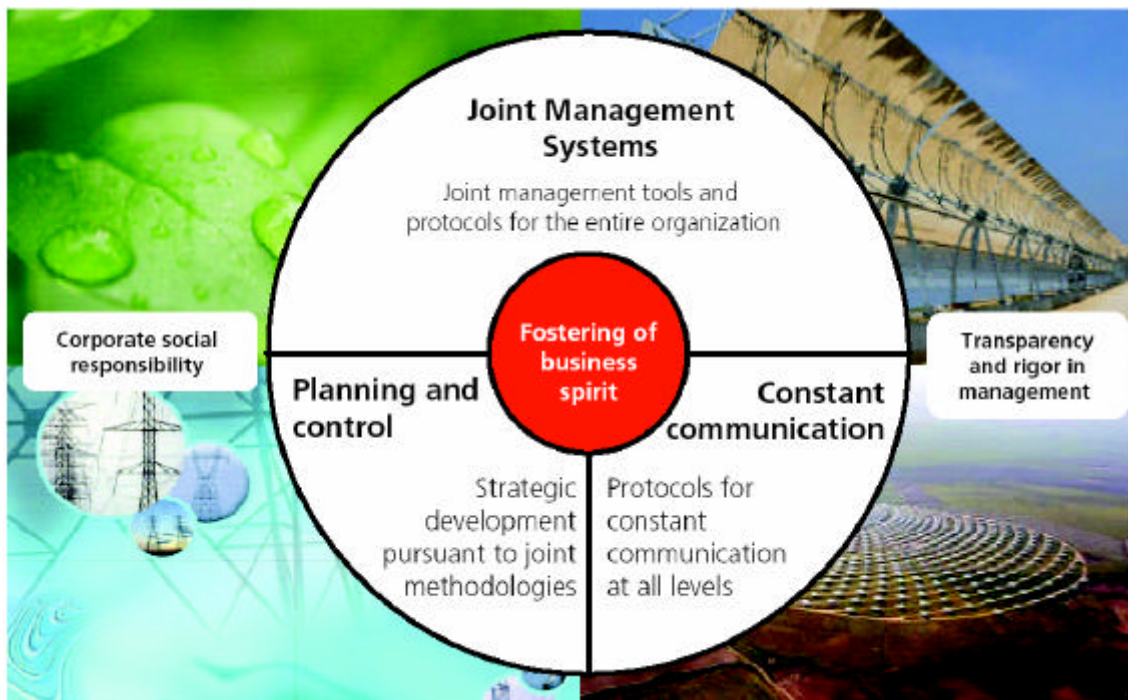 Joint Management
Systems
Joint management tools and
protocols for the entire organization
Corporate social
responsibility
Fostering of
business
spirit
Transparency
and rigor in
management
Planning and
control
Strategic
development
pursuant to joint
methodologies
Constant
communication
Protocols for
constant
communication
at all levels